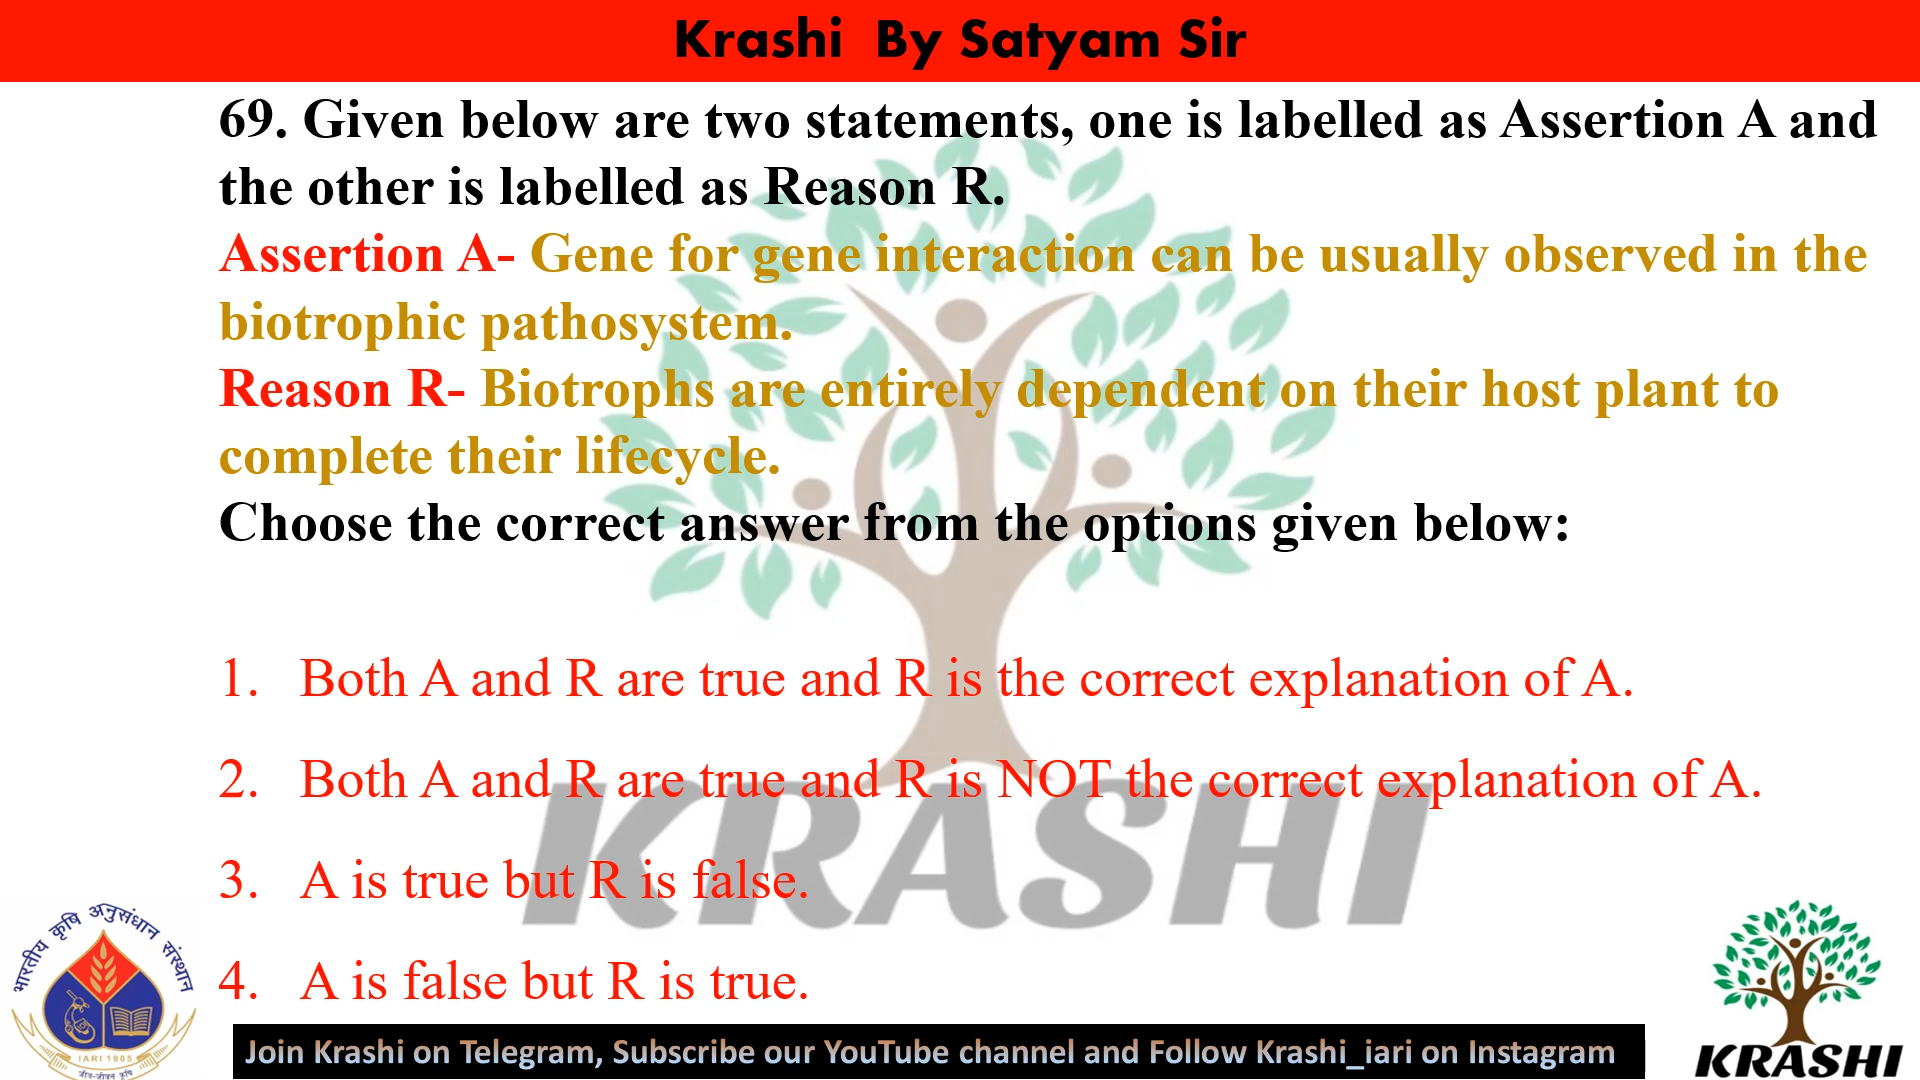 Krashi By Satyam Sir
69. Given below are two statements, one is labelled as Assertion A and
the other is labelled as Reason R.
Assertion A- Gene for gene interaction can be usually observed in the
biotrophic pathosystem.
Reason R- Biotrophs are entirely dependent on their host plant to
complete their lifecycle.
Choose the correct answer from the options given below:
1. Both A and R are true and R is the correct explanation of A.
2. Both A and R are true and R is NOT the correct explanation of A.
KRASHI
3. A is true but R is false.
4. A is false but R is true.
भारतीय कृषि अनुसंधान संस्थान
IARI 1905
Join Krashi on Telegram, Subscribe our YouTube channel and Follow Krashi_iari on Instagram
KRASHI